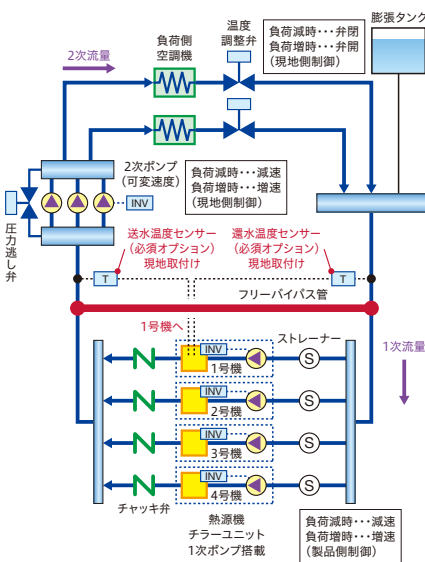 膨張タンク
2次流量
負荷側
空調機
温度
調整弁
負荷減時・・・弁閉
負荷増時・・・弁開
(現地側制御)
2次ポンプ
(可変速度)
負荷減時・・・減速
負荷増時・・・増速
(現地側制御)
INV
圧力逃し弁
送水温度センサー
(必須オプション)
現地取付け
還水温度センサー
(必須オプション)
現地取付け
T
T
フリーバイパス管
1号機へ
ストレーナー
1次流量
INV
1号機
S
INV
2号機
S
INV
3号機
S
INV
4号機
S
チャッキ弁
熱源機
チラーユニット
1次ポンプ搭載
負荷減時・・・減速
負荷増時・・・増速
(製品側制御)